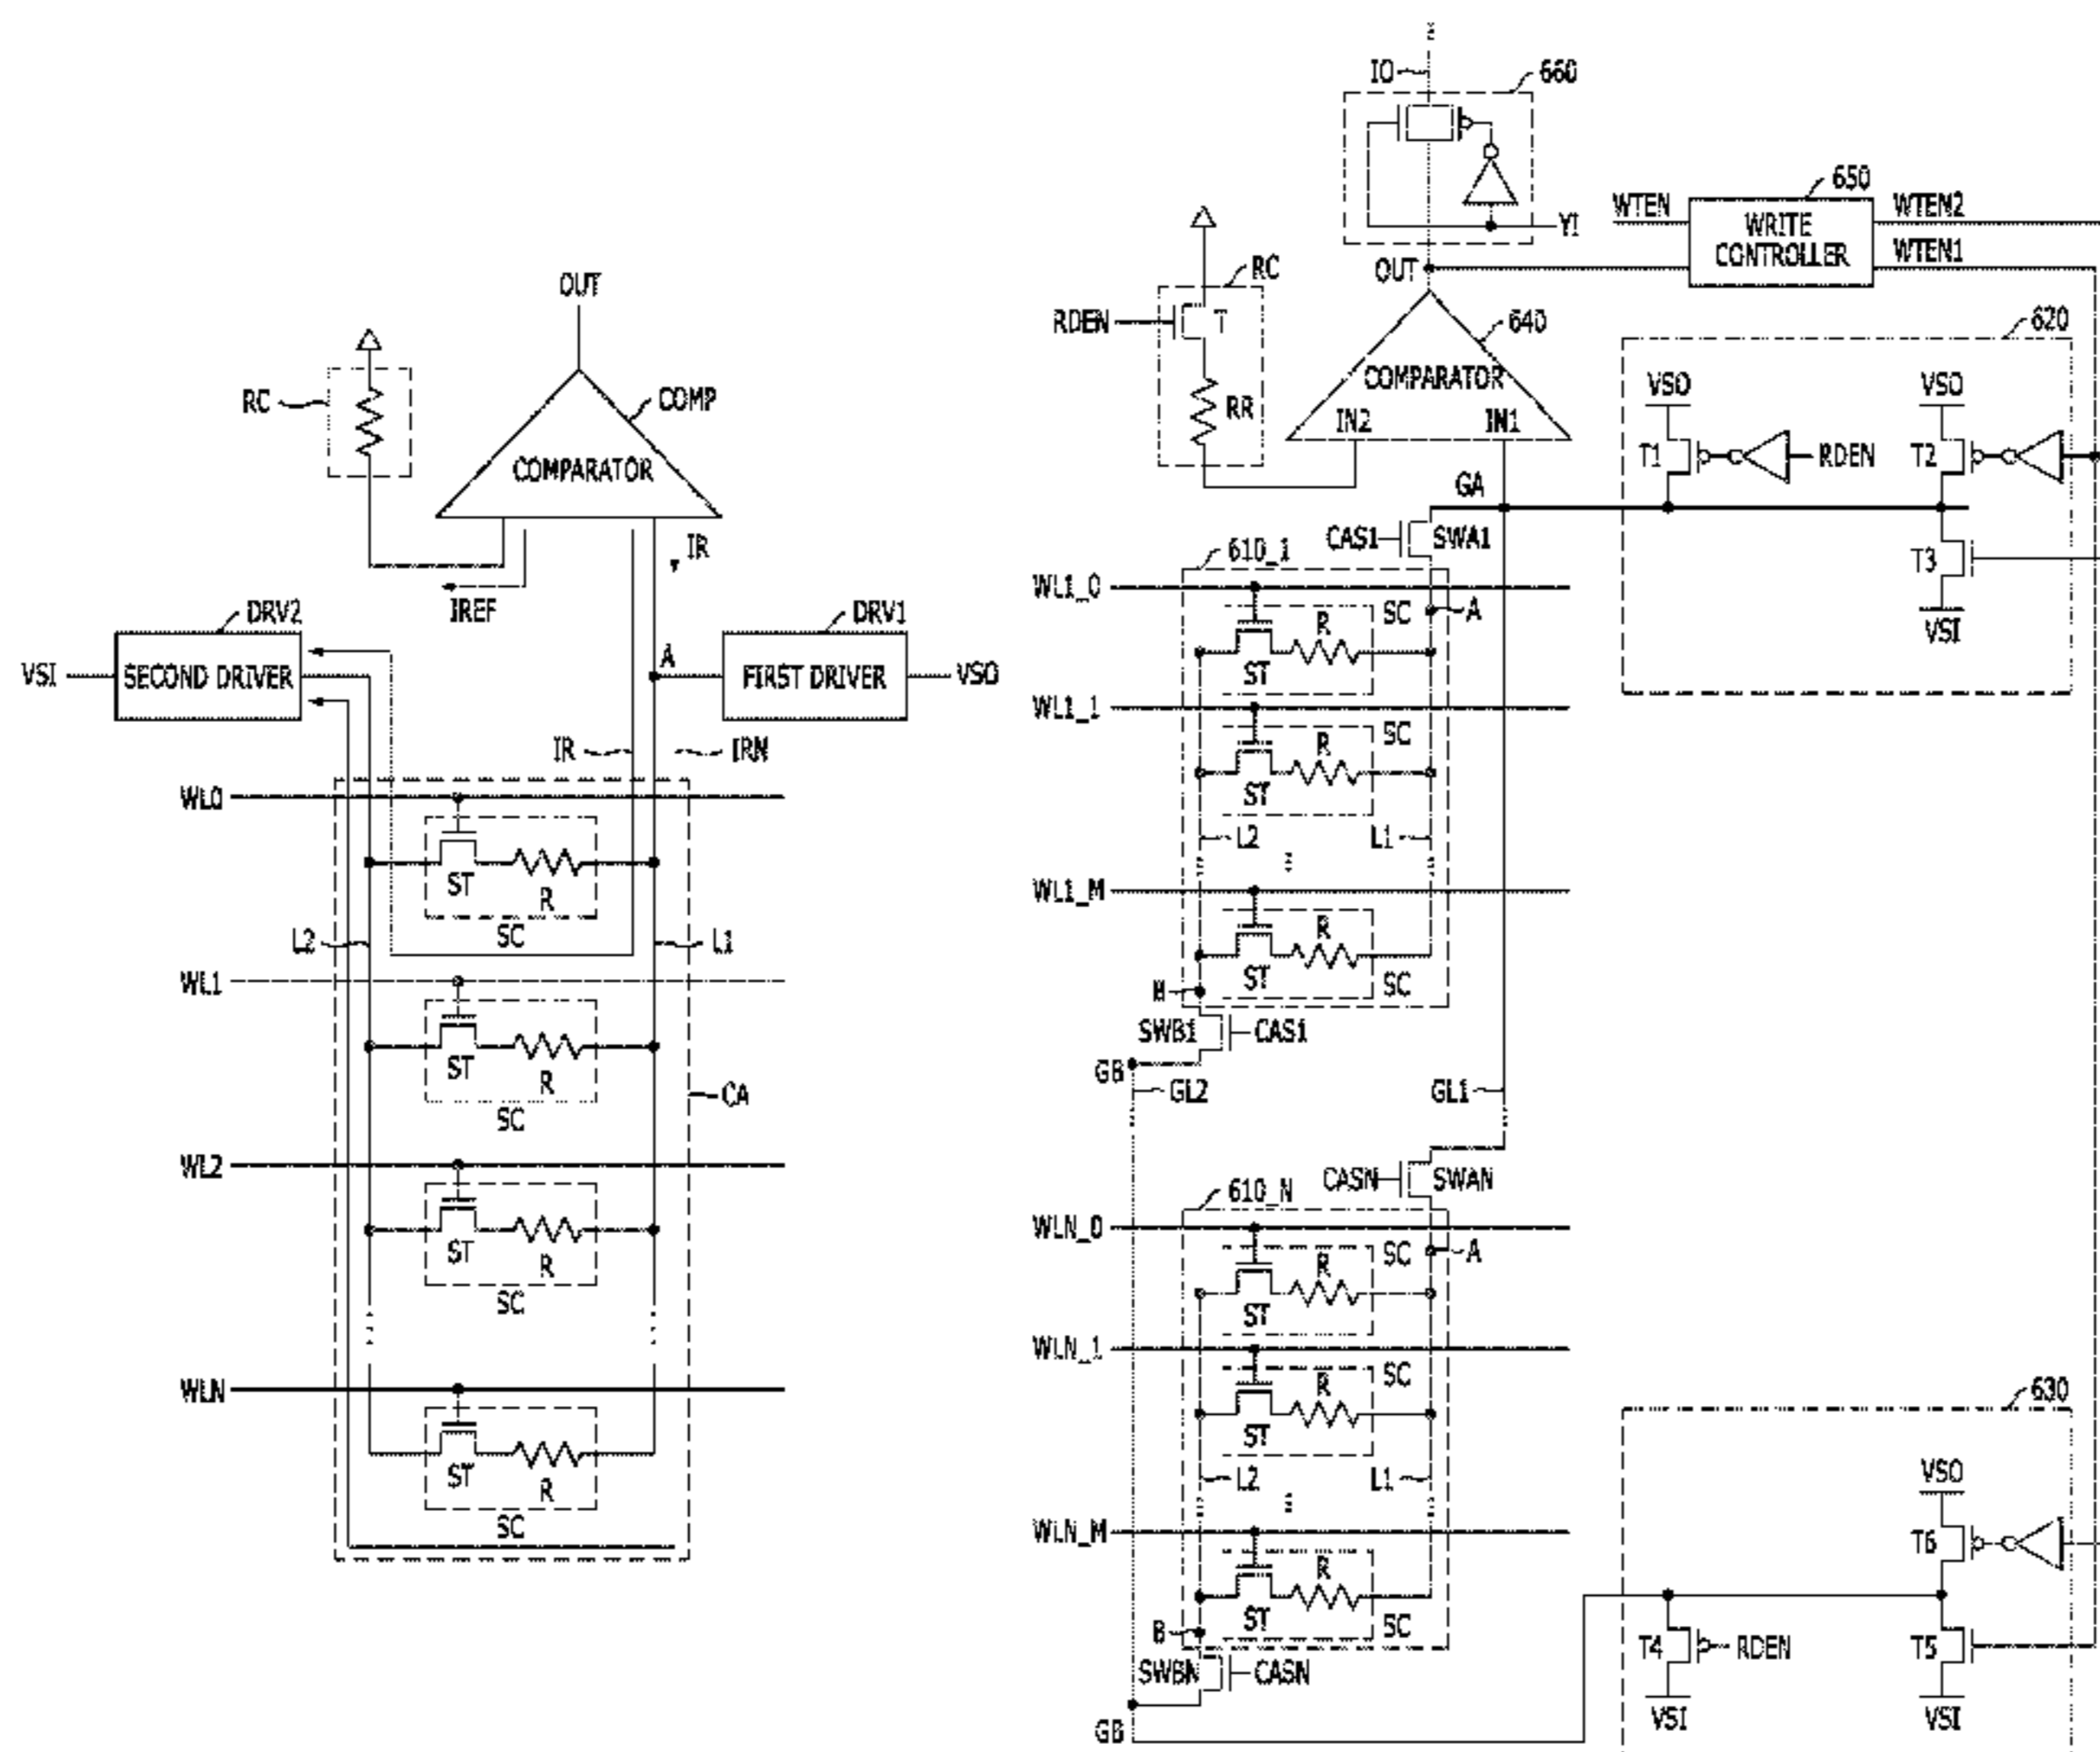 OUT
RC
COMP
COMPARATOR
IR
IREF
DRV2
DRV1
VSI
SECOND DRIVER
A
FIRST DRIVER
VSO
IR
IRN
WL0
ST
R
SC
L2
L1
WL1
ST
R
SC
CA
WL2
ST
R
SC
WLN
ST
R
SC
IO
660
YI
650
WTEN
WRITE
CONTROLLER
WTEN2
WTEN1
OUT
RC
RDEN
T
RR
640
COMPARATOR
IN2
IN1
620
VSO
VSO
T1
RDEN
T2
GA
T3
VSI
CAS1
SWA1
610_1
WL1_0
SC
A
R
ST
WL1_1
SC
R
ST
L2
L1
WL1_M
R
ST
SC
SWB1
CAS1
GB
GL2
GL1
CASN
SWAN
610_N
WLN_0
SC
A
R
ST
WLN_1
SC
R
ST
L2
L1
WLN_M
R
ST
SC
B
SWBN
CASN
GB
630
VSO
T6
T4
RDEN
T5
VSI
VSI